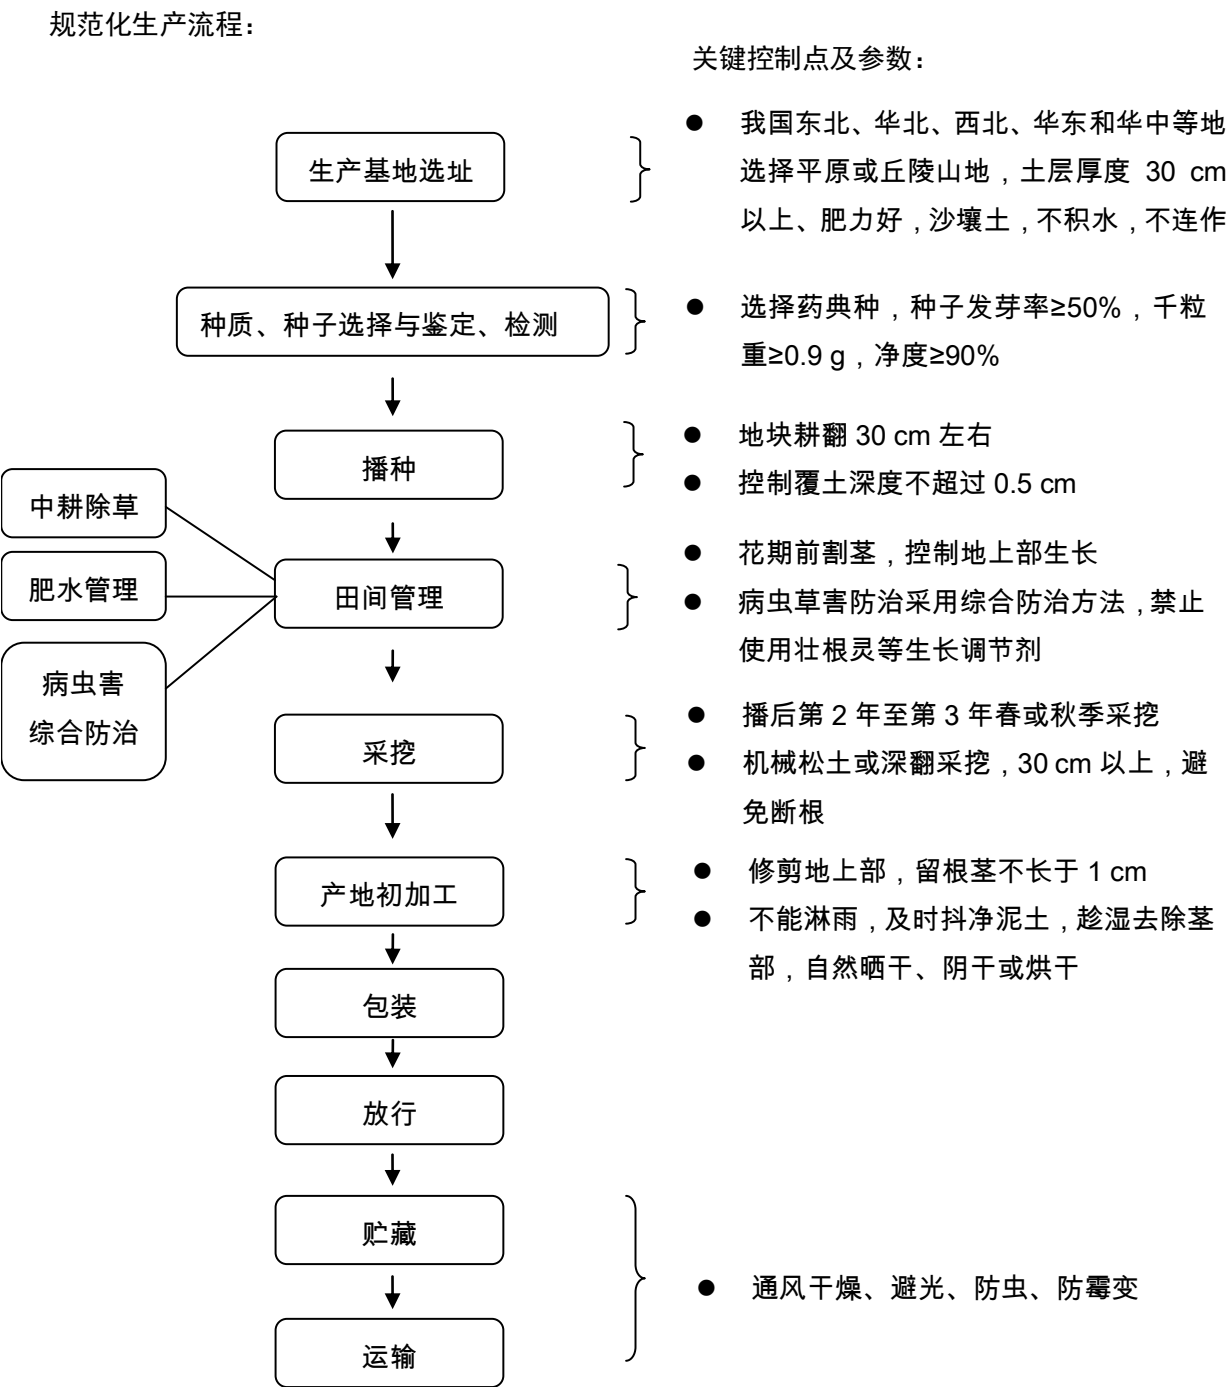 规范化生产流程：
关键控制点及参数：
生产基地选址
● 我国东北、华北、西北、华东和华中等地
选择平原或丘陵山地，土层厚度 30 cm
以上、肥力好，沙壤土，不积水，不连作
种质、种子选择与鉴定、检测
● 选择药典种，种子发芽率≥50%，千粒
重≥0.9 g，净度≥90%
播种
● 地块耕翻 30 cm 左右
● 控制覆土深度不超过 0.5 cm
中耕除草
肥水管理
病虫害
综合防治
田间管理
● 花期前割茎，控制地上部生长
● 病虫草害防治采用综合防治方法，禁止
使用壮根灵等生长调节剂
采挖
● 播后第 2 年至第 3 年春或秋季采挖
● 机械松土或深翻采挖，30 cm 以上，避
免断根
产地初加工
● 修剪地上部，留根茎不长于 1 cm
● 不能淋雨，及时抖净泥土，趁湿去除茎
部，自然晒干、阴干或烘干
包装
放行
贮藏
运输
● 通风干燥、避光、防虫、防霉变